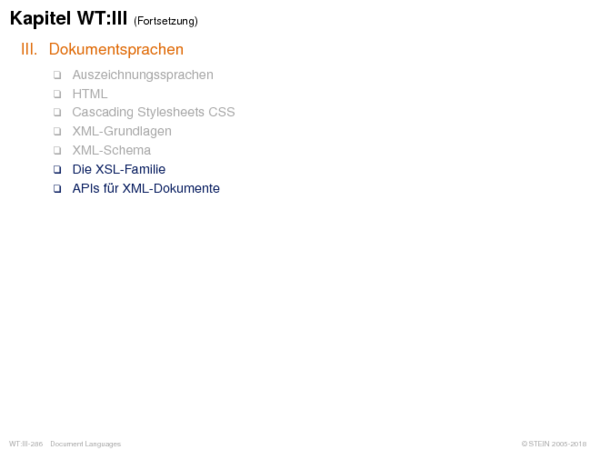 Kapitel WT:III (Fortsetzung)
III. Dokumentsprachen
❑ Auszeichnungssprachen
❑ HTML
❑ Cascading Stylesheets CSS
❑ XML-Grundlagen
❑ XML-Schema
❑ Die XSL-Familie
❑ APIs für XML-Dokumente
WT:III-286 Document Languages © STEIN 2005-2018